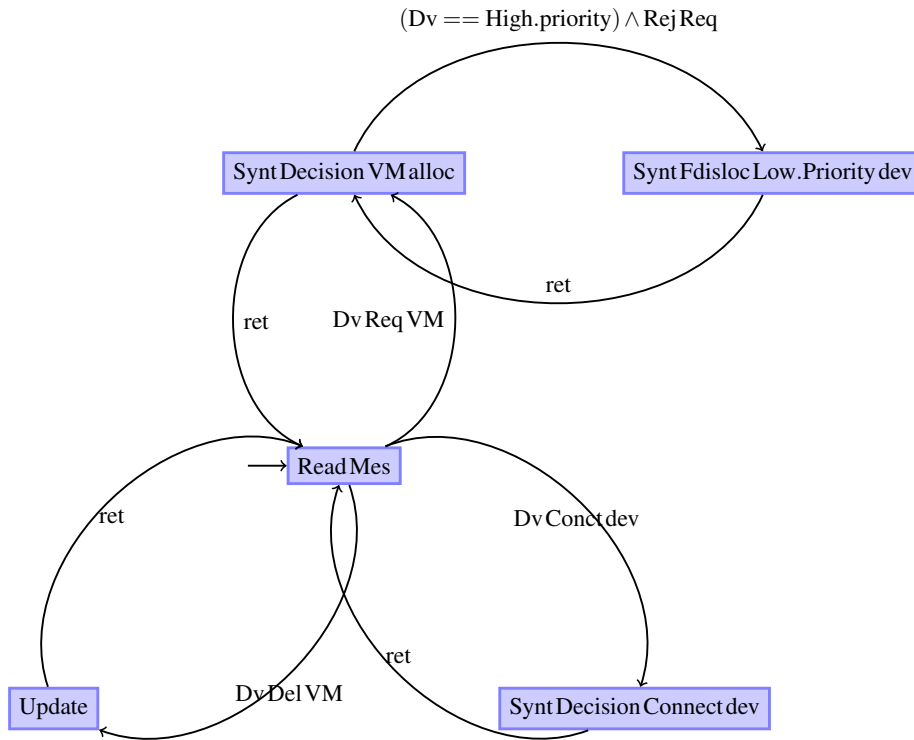 (Dv == High.priority) ∧ Rej Req
Synt Decision VM alloc
Synt Fdisloc Low.Priority dev
ret
ret
Dv Req VM
Read Mes
ret
Dv Conct dev
ret
Dv Del VM
Update
Synt Decision Connect dev